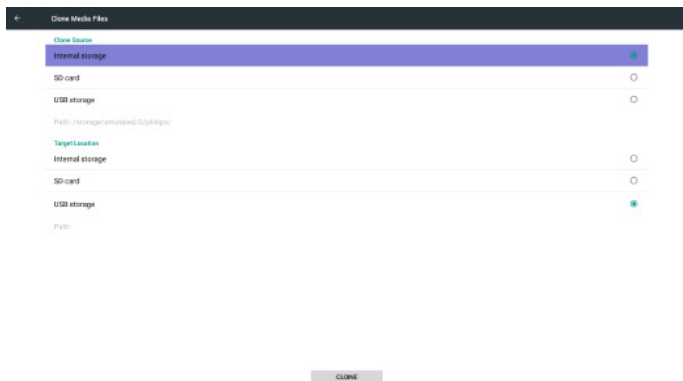 Clone Media Files
Clone Source
Internal storage
SD card
USB storage
Path: /storage/emulated/0/philips/
Target Location
Internal storage
SD card
USB storage
Path:
CLONE